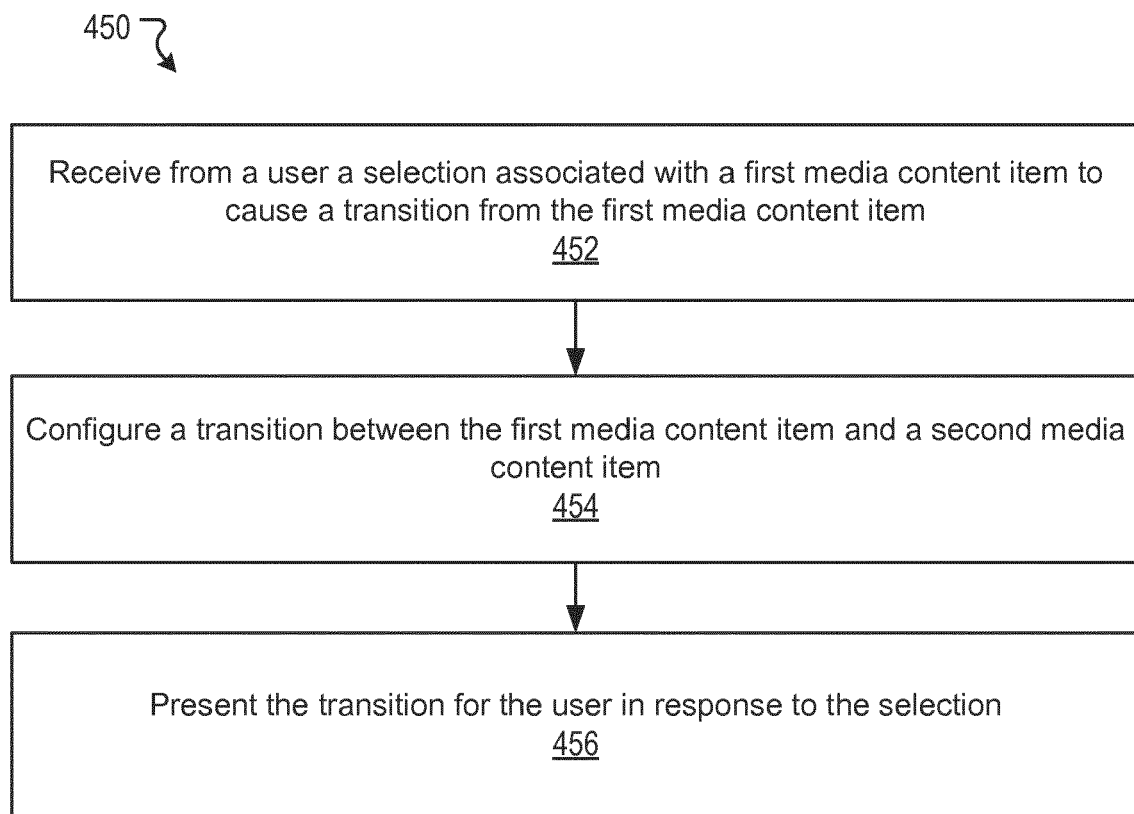 450
Receive from a user a selection associated with a first media content item to
cause a transition from the first media content item
452
Configure a transition between the first media content item and a second media
content item
454
Present the transition for the user in response to the selection
456